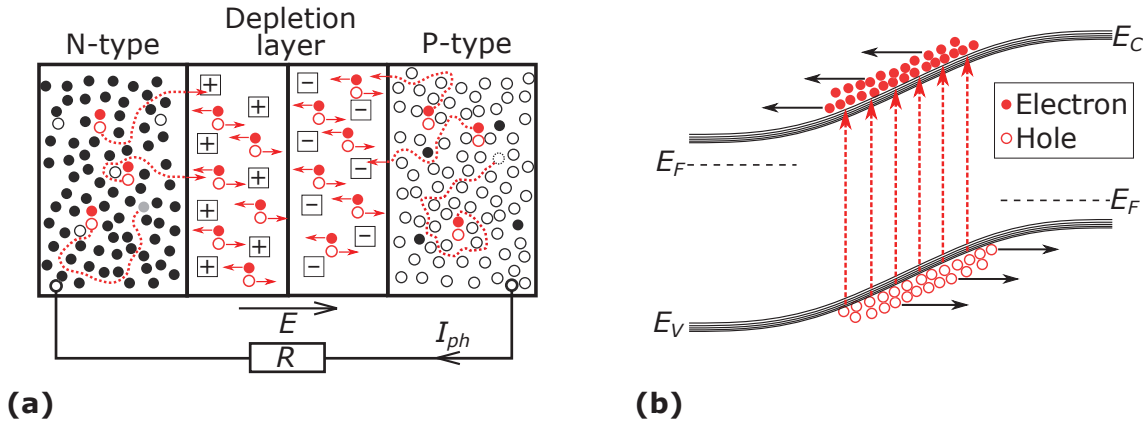 N-type
Depletion
layer
P-type
E
I_ph
R
(a)
E_C
Electron
Hole
E_F
E_F
E_V
(b)